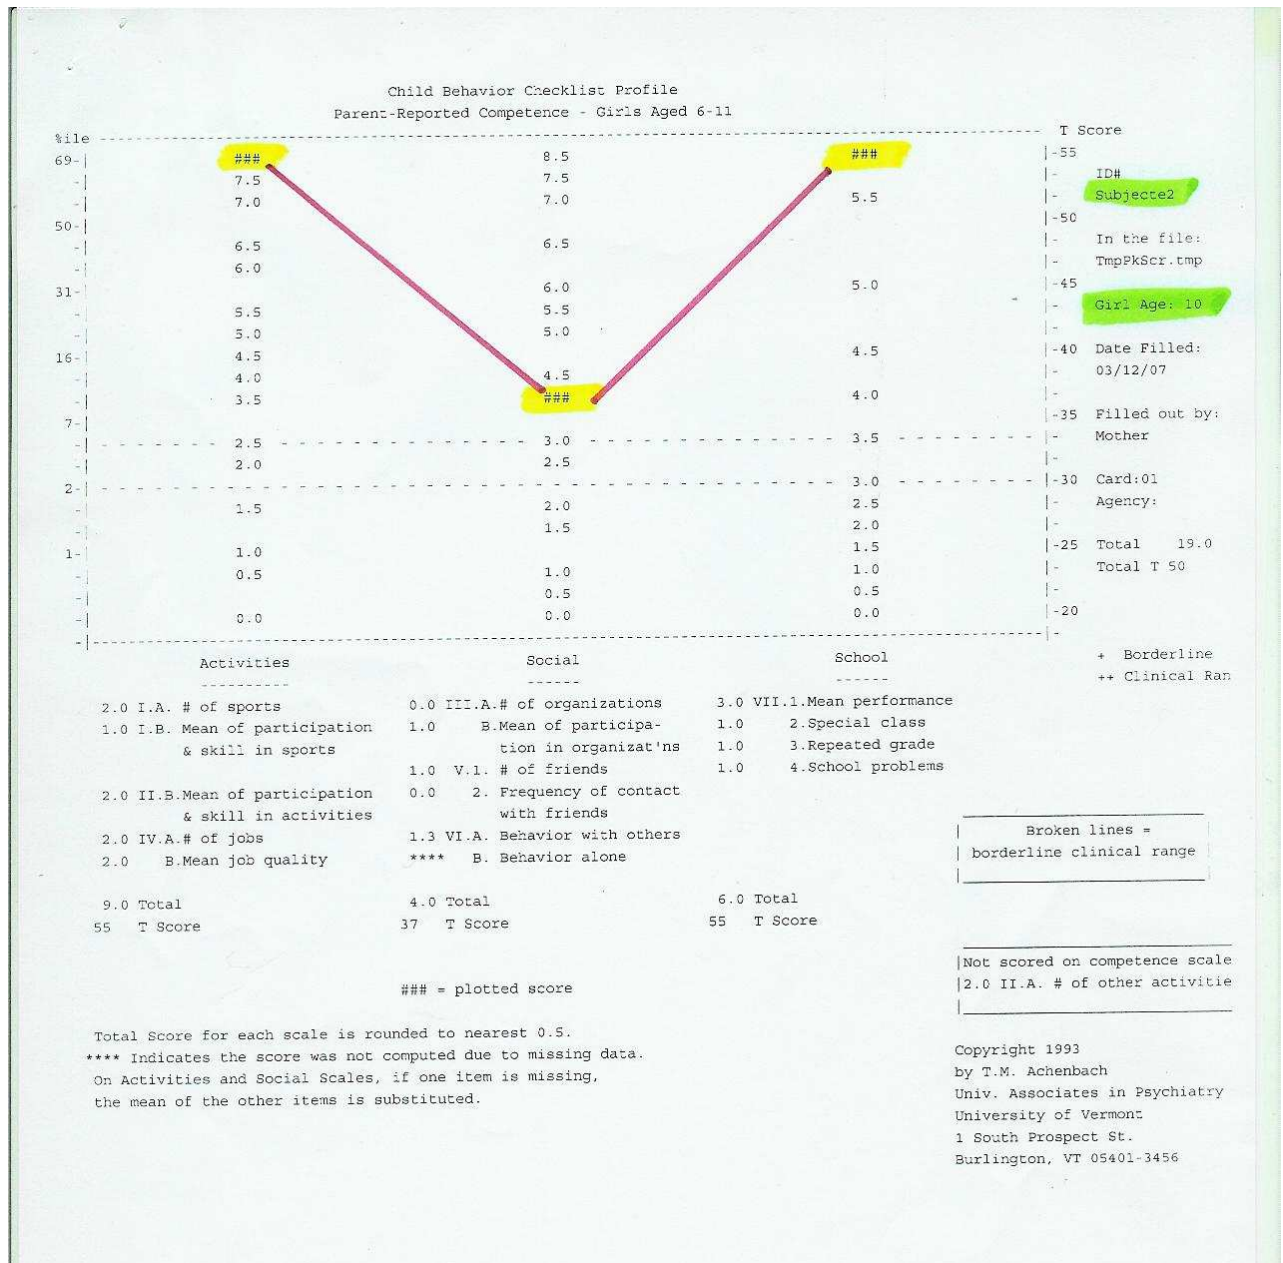 Child Behavior Checklist Profile
Parent-Reported Competence - Girls Aged 6-11
%ile T Score
69- ### 8.5 ### -55
7.5 7.5 ID#
7.0 7.0 5.5 Subjecte2
50- -50
6.5 6.5 In the file:
6.0 TmpPkScr.tmp
31- 6.0 5.0 -45
5.5 5.5 Girl Age: 10
5.0 5.0
16- 4.5 4.5 -40 Date Filled:
4.0 4.5 03/12/07
3.5 ### 4.0
7- -35 Filled out by:
2.5 3.0 3.5 Mother
2.0 2.5
2- 3.0 -30 Card:01
1.5 2.0 2.5 Agency:
1.5 2.0
1- 1.0 1.5 -25 Total 19.0
0.5 1.0 1.0 Total T 50
0.5 0.5
0.0 0.0 0.0 -20
Activities Social School + Borderline
++ Clinical Ran
2.0 I.A. # of sports 0.0 III.A.# of organizations 3.0 VII.1.Mean performance
1.0 I.B. Mean of participation 1.0 B.Mean of participa- 1.0 2.Special class
& skill in sports tion in organizat'ns 1.0 3.Repeated grade
1.0 V.1. # of friends 1.0 4.School problems
2.0 II.B.Mean of participation 0.0 2. Frequency of contact
& skill in activities with friends
2.0 IV.A.# of jobs 1.3 VI.A. Behavior with others Broken lines =
2.0 B.Mean job quality **** B. Behavior alone borderline clinical range
9.0 Total 4.0 Total 6.0 Total
55 T Score 37 T Score 55 T Score
Not scored on competence scale
### = plotted score 2.0 II.A. # of other activitie
Total Score for each scale is rounded to nearest 0.5.
**** Indicates the score was not computed due to missing data.
On Activities and Social Scales, if one item is missing,
the mean of the other items is substituted.
Copyright 1993
by T.M. Achenbach
Univ. Associates in Psychiatry
University of Vermont
1 South Prospect St.
Burlington, VT 05401-3456